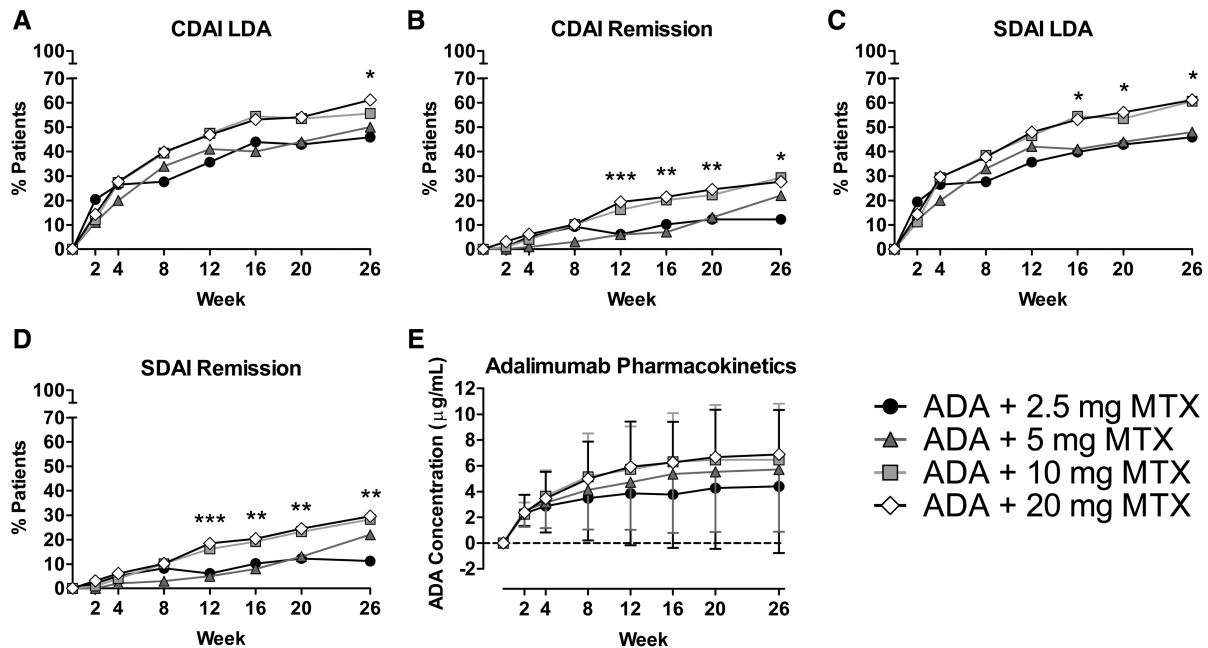 A
CDAI LDA
100
70
60
50
40
30
20
10
0
% Patients
*
2 4 8 12 16 20 26
Week
B
CDAI Remission
100
70
60
50
40
30
20
10
0
% Patients
*** ** ** *
2 4 8 12 16 20 26
Week
C
SDAI LDA
100
70
60
50
40
30
20
10
0
% Patients
* * *
2 4 8 12 16 20 26
Week
D
SDAI Remission
100
70
60
50
40
30
20
10
0
% Patients
*** ** ** **
2 4 8 12 16 20 26
Week
E
Adalimumab Pharmacokinetics
12
10
8
6
4
2
0
-2
ADA Concentration (μg/mL)
2 4 8 12 16 20 26
Week
ADA + 2.5 mg MTX
ADA + 5 mg MTX
ADA + 10 mg MTX
ADA + 20 mg MTX